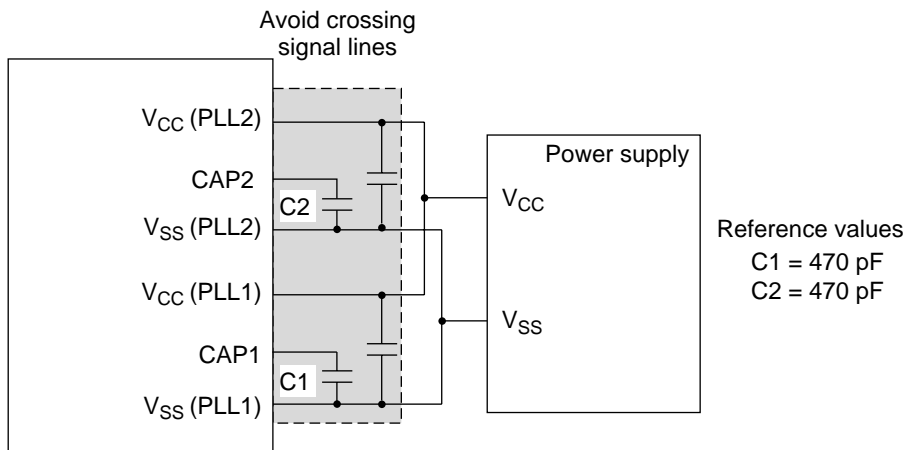 Avoid crossing
signal lines
VCC (PLL2)
CAP2
C2
VSS (PLL2)
VCC (PLL1)
CAP1
C1
VSS (PLL1)
Power supply
VCC
VSS
Reference values
C1 = 470 pF
C2 = 470 pF